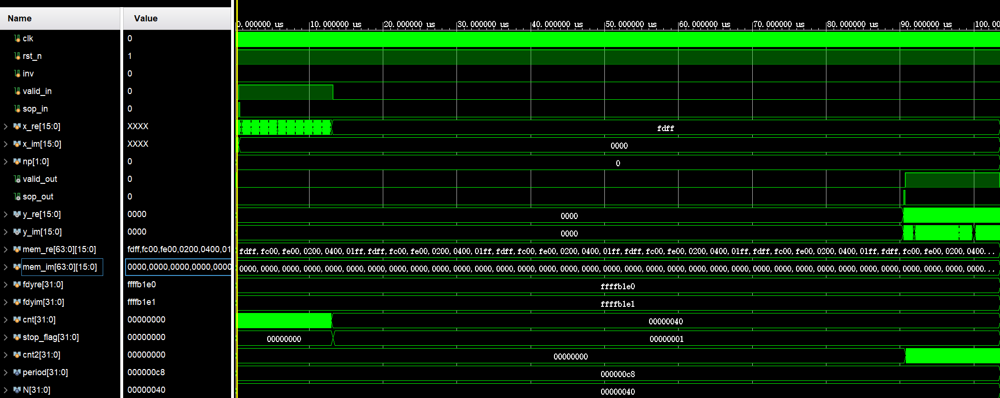 Name Value
0.000000 us 10.000000 us 20.000000 us 30.000000 us 40.000000 us 50.000000 us 60.000000 us 70.000000 us 80.000000 us 90.000000 us 100.00
clk 0
rst_n 1
inv 0
valid_in 0
sop_in 0
x_re[15:0] XXXX fdff
x_im[15:0] XXXX 0000
np[1:0] 0 0
valid_out 0
sop_out 0
y_re[15:0] 0000 0000
y_im[15:0] 0000 0000
mem_re[63:0][15:0] fdff,fc00,fe00,0200,0400,01 fdff,fc00,fe00,0200,0400,01ff,fdff,fc00,fe00,0200,0400,01ff,fdff,fc00,fe00,0200,0400,01ff,fdff,fc00,fe00,0200,0400,01ff,fdff,fc00,fe00,0200,0400,01ff,fdff,fc00,fe00,0200,0400...
mem_im[63:0][15:0] 0000,0000,0000,0000,0000 0000,0000,0000,0000,0000,0000,0000,0000,0000,0000,0000,0000,0000,0000,0000,0000,0000,0000,0000,0000,0000,0000,0000,0000,0000,0000,0000,0000,0000,0000,0000,0000,0000,0000,0000...
fdyre[31:0] ffffb1e0 ffffb1e0
fdyim[31:0] ffffb1e1 ffffb1e1
cnt[31:0] 00000000 00000040
stop_flag[31:0] 00000000 00000000 00000001
cnt2[31:0] 00000000 00000000
period[31:0] 000000c8 000000c8
N[31:0] 00000040 00000040